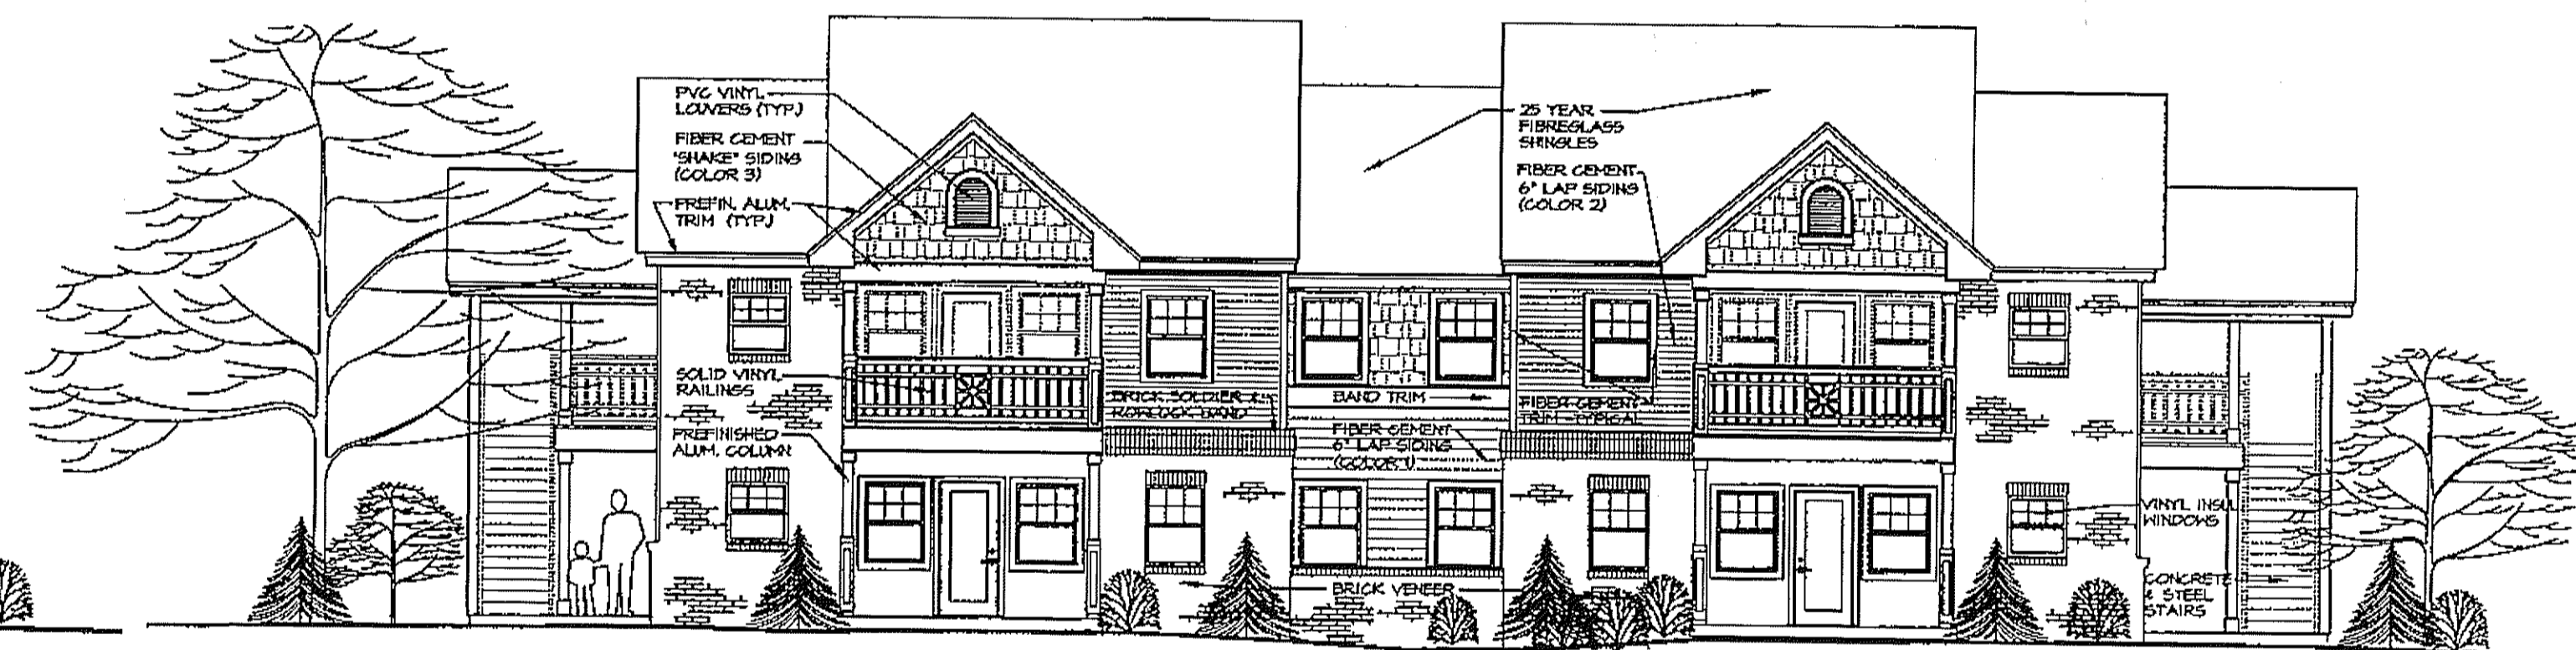 PVC VINYL
LOUVERS (TYP.)
FIBER CEMENT
"SHAKE" SIDING
(COLOR 3)
PREFIN. ALUM.
TRIM (TYP.)
25 YEAR
FIBREGLASS
SHINGLES
FIBER CEMENT
6" LAP SIDING
(COLOR 2)
SOLID VINYL
RAILINGS
PREFINISHED
ALUM. COLUMN
BRICK SOLDIER &
ROWLOCK BAND
BAND TRIM
FIBER CEMENT
6" LAP SIDING
(COLOR 1)
FIBER CEMENT
TRIM - TYPICAL
BRICK VENEER
VINYL INSUL
WINDOWS
CONCRETE
& STEEL
STAIRS